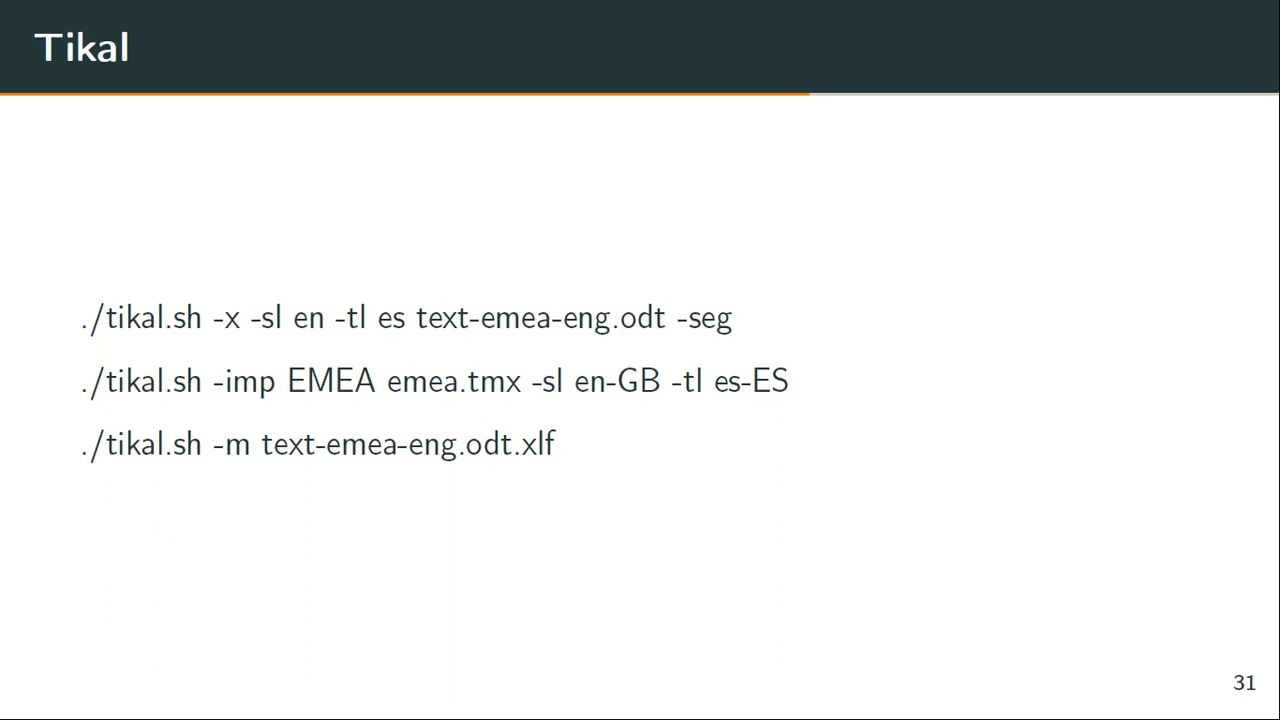 Tikal
./tikal.sh -x -sl en -tl es text-emea-eng.odt -seg
./tikal.sh -imp EMEA emea.tmx -sl en-GB -tl es-ES
./tikal.sh -m text-emea-eng.odt.xlf
31